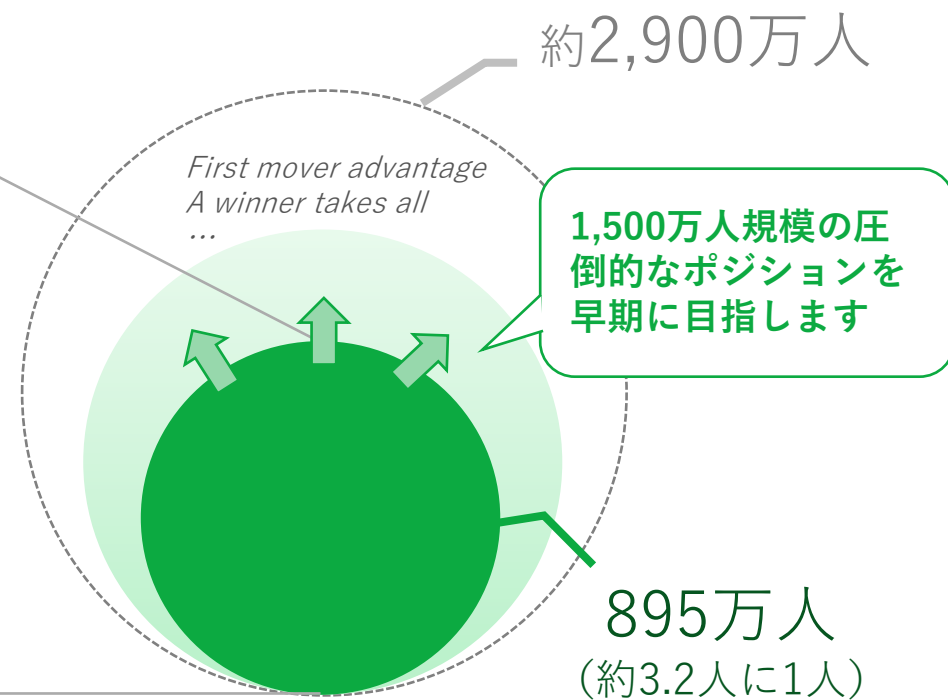 約2,900万人
First mover advantage
A winner takes all
...
1,500万人規模の圧
倒的なポジションを
早期に目指します
895万人
（約3.2人に1人）